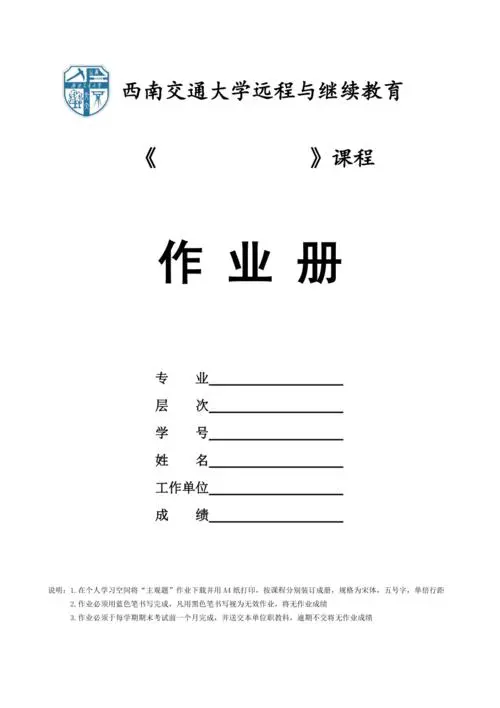 西南交通大学远程与继续教育
《 》课程
作业册
专 业
层 次
学 号
姓 名
工作单位
成 绩
说明：1.在个人学习空间将“主观题”作业下载并用A4纸打印，按课程分别装订成册，规格为宋体，五号字，单倍行距
2.作业必须用蓝色笔书写完成，凡用黑色笔书写视为无效作业，将无作业成绩
3.作业必须于每学期期末考试前一个月完成，并送交本单位职教科，逾期不交将无作业成绩